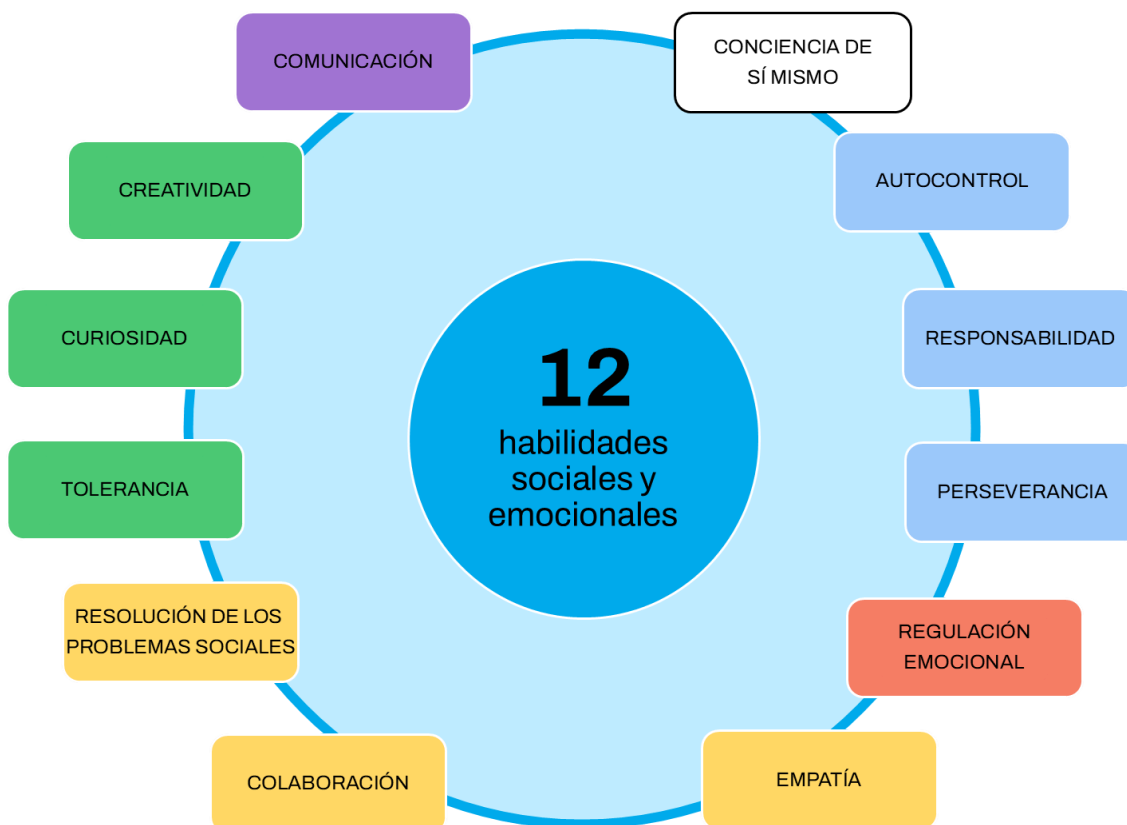 COMUNICACIÓN
CONCIENCIA DE
SÍ MISMO
CREATIVIDAD
AUTOCONTROL
CURIOSIDAD
RESPONSABILIDAD
12
habilidades
sociales y
emocionales
TOLERANCIA
PERSEVERANCIA
RESOLUCIÓN DE LOS
PROBLEMAS SOCIALES
REGULACIÓN
EMOCIONAL
COLABORACIÓN
EMPATÍA